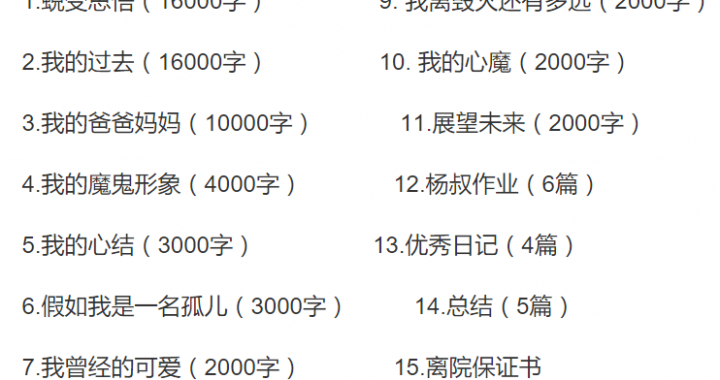 1.蜕变感悟（16000字） 9. 我离毁灭还有多远（2000字）
2.我的过去（16000字） 10. 我的心魔（2000字）
3.我的爸爸妈妈（10000字） 11.展望未来（2000字）
4.我的魔鬼形象（4000字） 12.杨叔作业（6篇）
5.我的心结（3000字） 13.优秀日记（4篇）
6.假如我是一名孤儿（3000字） 14.总结（5篇）
7.我曾经的可爱（2000字） 15.离院保证书